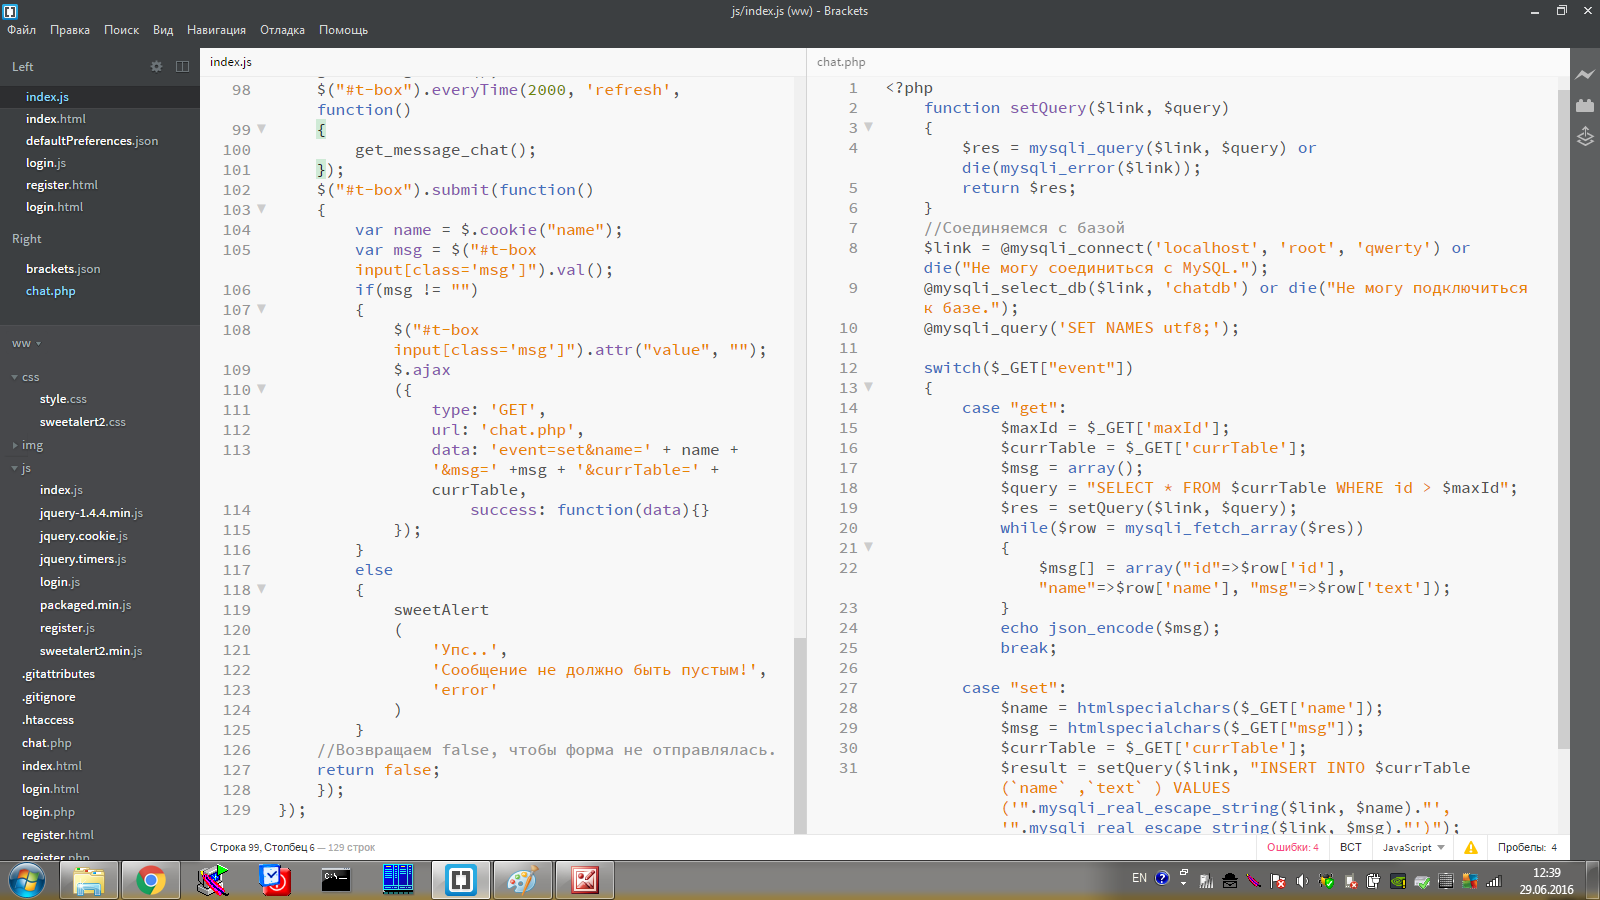 js/index.js (ww) - Brackets
Файл Правка Поиск Вид Навигация Отладка Помощь
Left
index.js
index.html
defaultPreferences.json
login.js
register.html
login.html
Right
brackets.json
chat.php
ww
css
style.css
sweetalert2.css
img
js
index.js
jquery-1.4.4.min.js
jquery.cookie.js
jquery.timers.js
login.js
packaged.min.js
register.js
sweetalert2.min.js
.gitattributes
.gitignore
.htaccess
chat.php
index.html
login.html
login.php
register.html
register.php
index.js
98 $("#t-box").everyTime(2000, 'refresh',
function()
99 {
100 get_message_chat();
101 });
102 $("#t-box").submit(function()
103 {
104 var name = $.cookie("name");
105 var msg = $("#t-box
input[class='msg']").val();
106 if(msg != "")
107 {
108 $("#t-box
input[class='msg']").attr("value", "");
109 $.ajax
110 ({
111 type: 'GET',
112 url: 'chat.php',
113 data: 'event=set&name=' + name +
'&msg=' +msg + '&currTable=' +
currTable,
114 success: function(data){}
115 });
116 }
117 else
118 {
119 sweetAlert
120 (
121 'Упс..',
122 'Сообщение не должно быть пустым!',
123 'error'
124 )
125 }
126 //Возвращаем false, чтобы форма не отправлялась.
127 return false;
128 });
129 });
chat.php
1 <?php
2 function setQuery($link, $query)
3 {
4 $res = mysqli_query($link, $query) or
die(mysqli_error($link));
5 return $res;
6 }
7 //Соединяемся с базой
8 $link = @mysqli_connect('localhost', 'root', 'qwerty') or
die("Не могу соединиться с MySQL.");
9 @mysqli_select_db($link, 'chatdb') or die("Не могу подключиться
к базе.");
10 @mysqli_query('SET NAMES utf8;');
11
12 switch($_GET["event"])
13 {
14 case "get":
15 $maxId = $_GET['maxId'];
16 $currTable = $_GET['currTable'];
17 $msg = array();
18 $query = "SELECT * FROM $currTable WHERE id > $maxId";
19 $res = setQuery($link, $query);
20 while($row = mysqli_fetch_array($res))
21 {
22 $msg[] = array("id"=>$row['id'],
"name"=>$row['name'], "msg"=>$row['text']);
23 }
24 echo json_encode($msg);
25 break;
26
27 case "set":
28 $name = htmlspecialchars($_GET['name']);
29 $msg = htmlspecialchars($_GET["msg"]);
30 $currTable = $_GET['currTable'];
31 $result = setQuery($link, "INSERT INTO $currTable
(`name` ,`text` ) VALUES
('".mysqli_real_escape_string($link, $name)."',
'".mysqli_real_escape_string($link, $msg)."')");
Строка 99, Столбец 6 — 129 строк
Ошибки: 4 ВСТ JavaScript Пробелы: 4
C:\
EN
12:39
29.06.2016